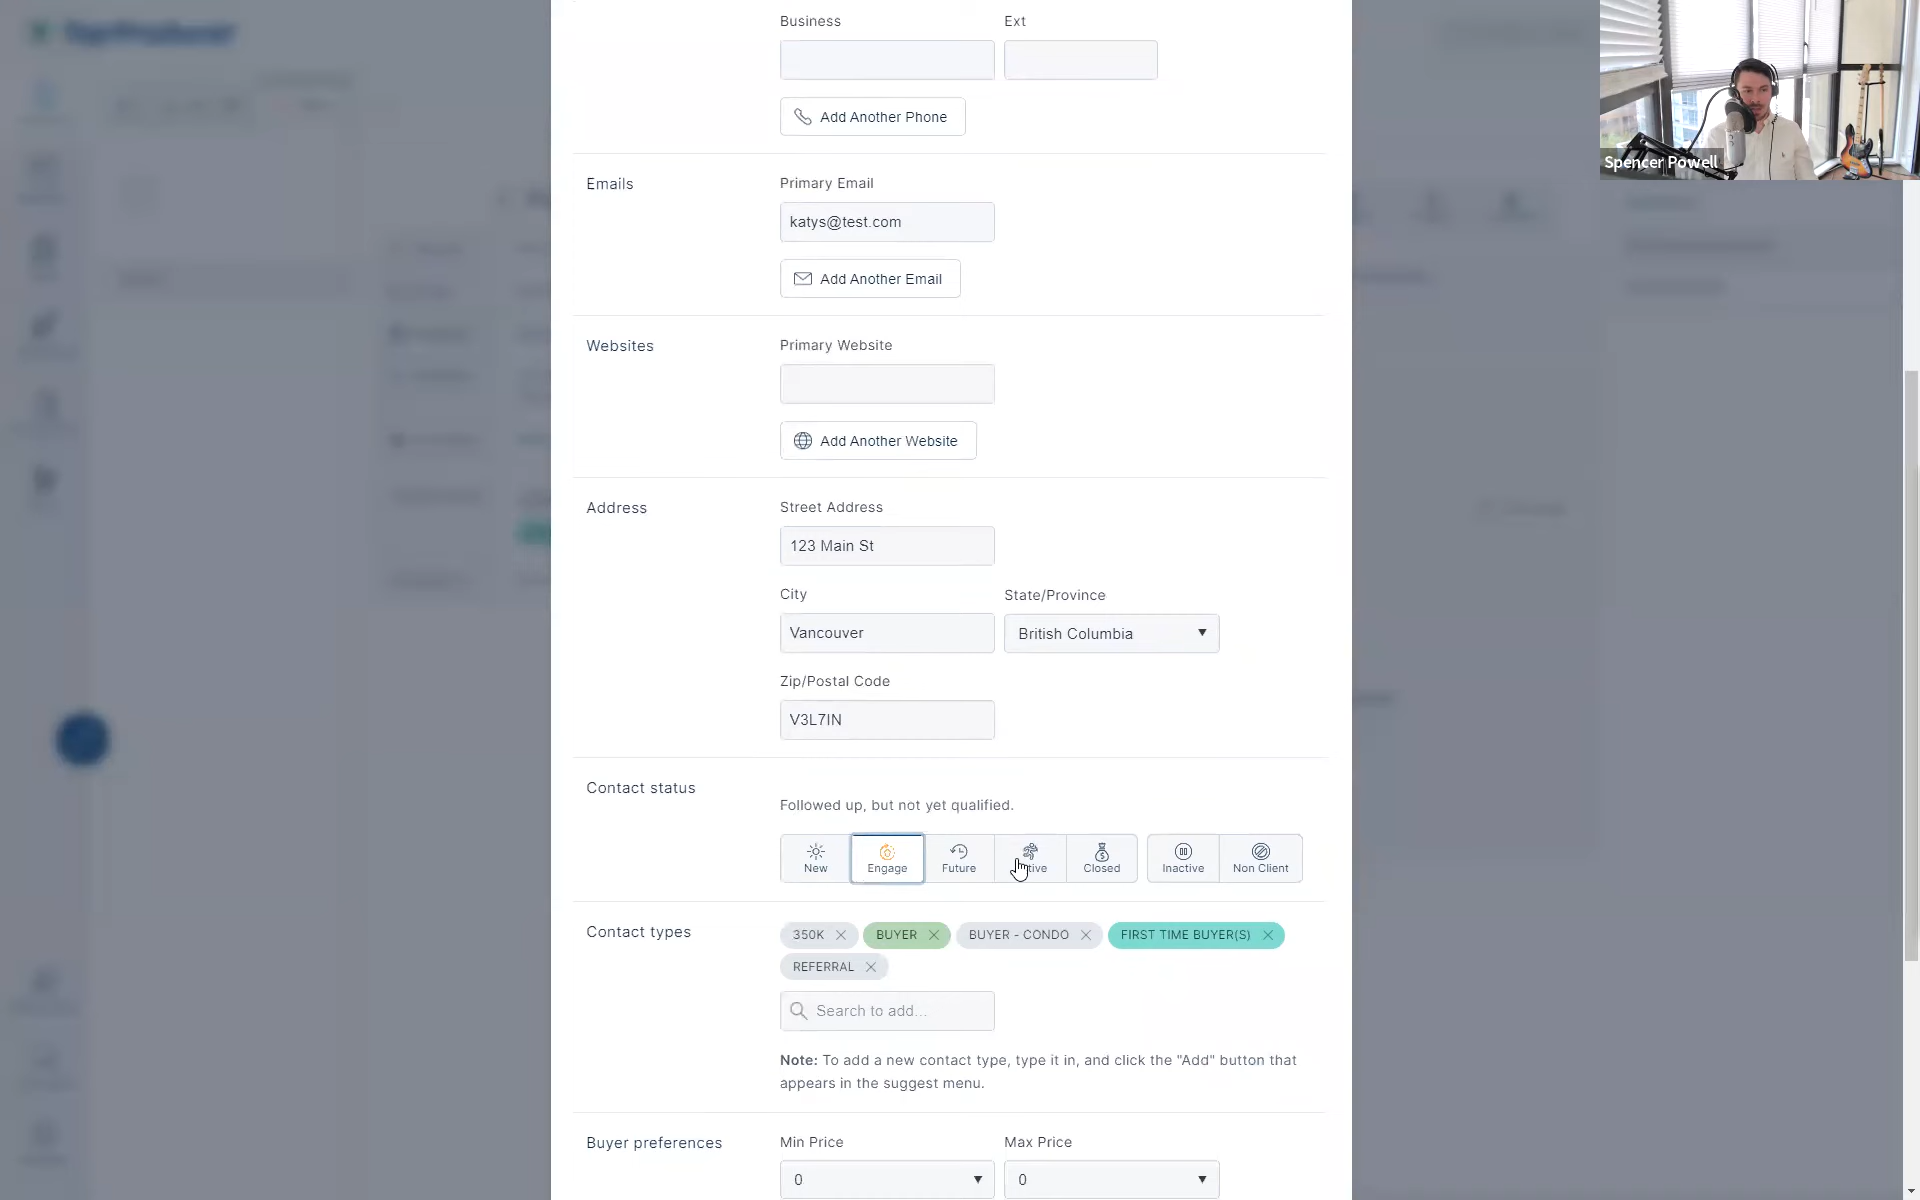 Business Ext
Add Another Phone
Spencer Powell
Emails Primary Email
katys@test.com
Add Another Email
Websites Primary Website
Add Another Website
Address Street Address
123 Main St
City State/Province
Vancouver British Columbia
Zip/Postal Code
V3L7IN
Contact status
Followed up, but not yet qualified.
New Engage Future Closed Inactive Non Client
Contact types 350K BUYER BUYER - CONDO FIRST TIME BUYER(S)
REFERRAL
Search to add...
Note: To add a new contact type, type it in, and click the "Add" button that
appears in the suggest menu.
Buyer preferences Min Price Max Price
0 0